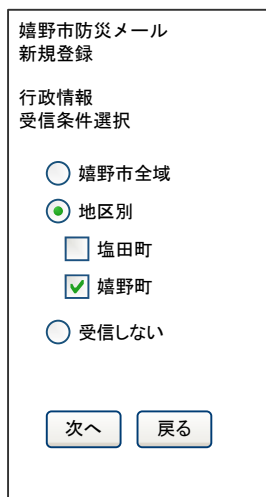 嬉野市防災メール
新規登録
行政情報
受信条件選択
嬉野市全域
地区別
塩田町
嬉野町
受信しない
次へ 戻る